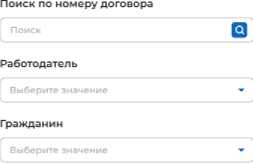 Поиск по номеру договора
Поиск
Работодатель
Выберите значение
Гражданин
Выберите значение